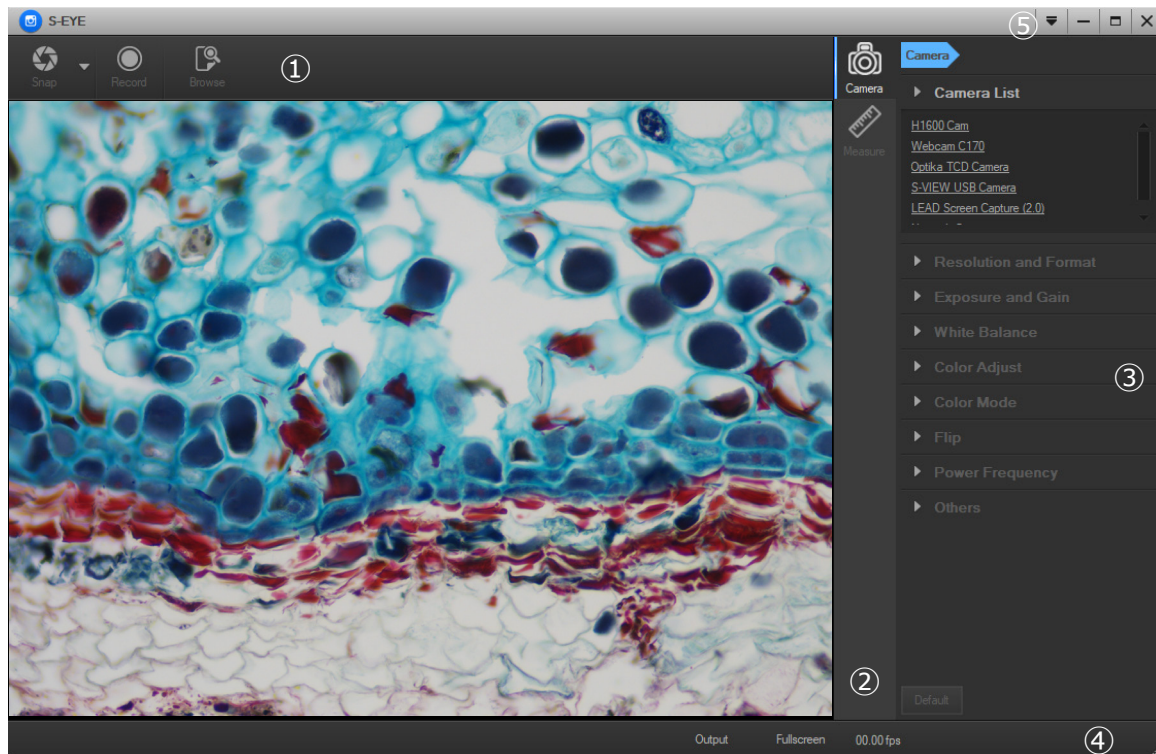 S-EYE
⑤
Snap
Record
Browse
①
Camera
Measure
②
Camera
Camera List
H1600 Cam
Webcam C170
Optika TCD Camera
S-VIEW USB Camera
LEAD Screen Capture (2.0)
Resolution and Format
Exposure and Gain
White Balance
Color Adjust
③
Color Mode
Flip
Power Frequency
Others
Default
Output Fullscreen 00.00 fps
④